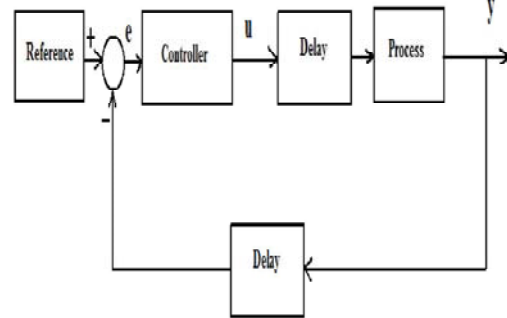 y
+
e
u
Reference
Controller
Delay
Process
-
Delay